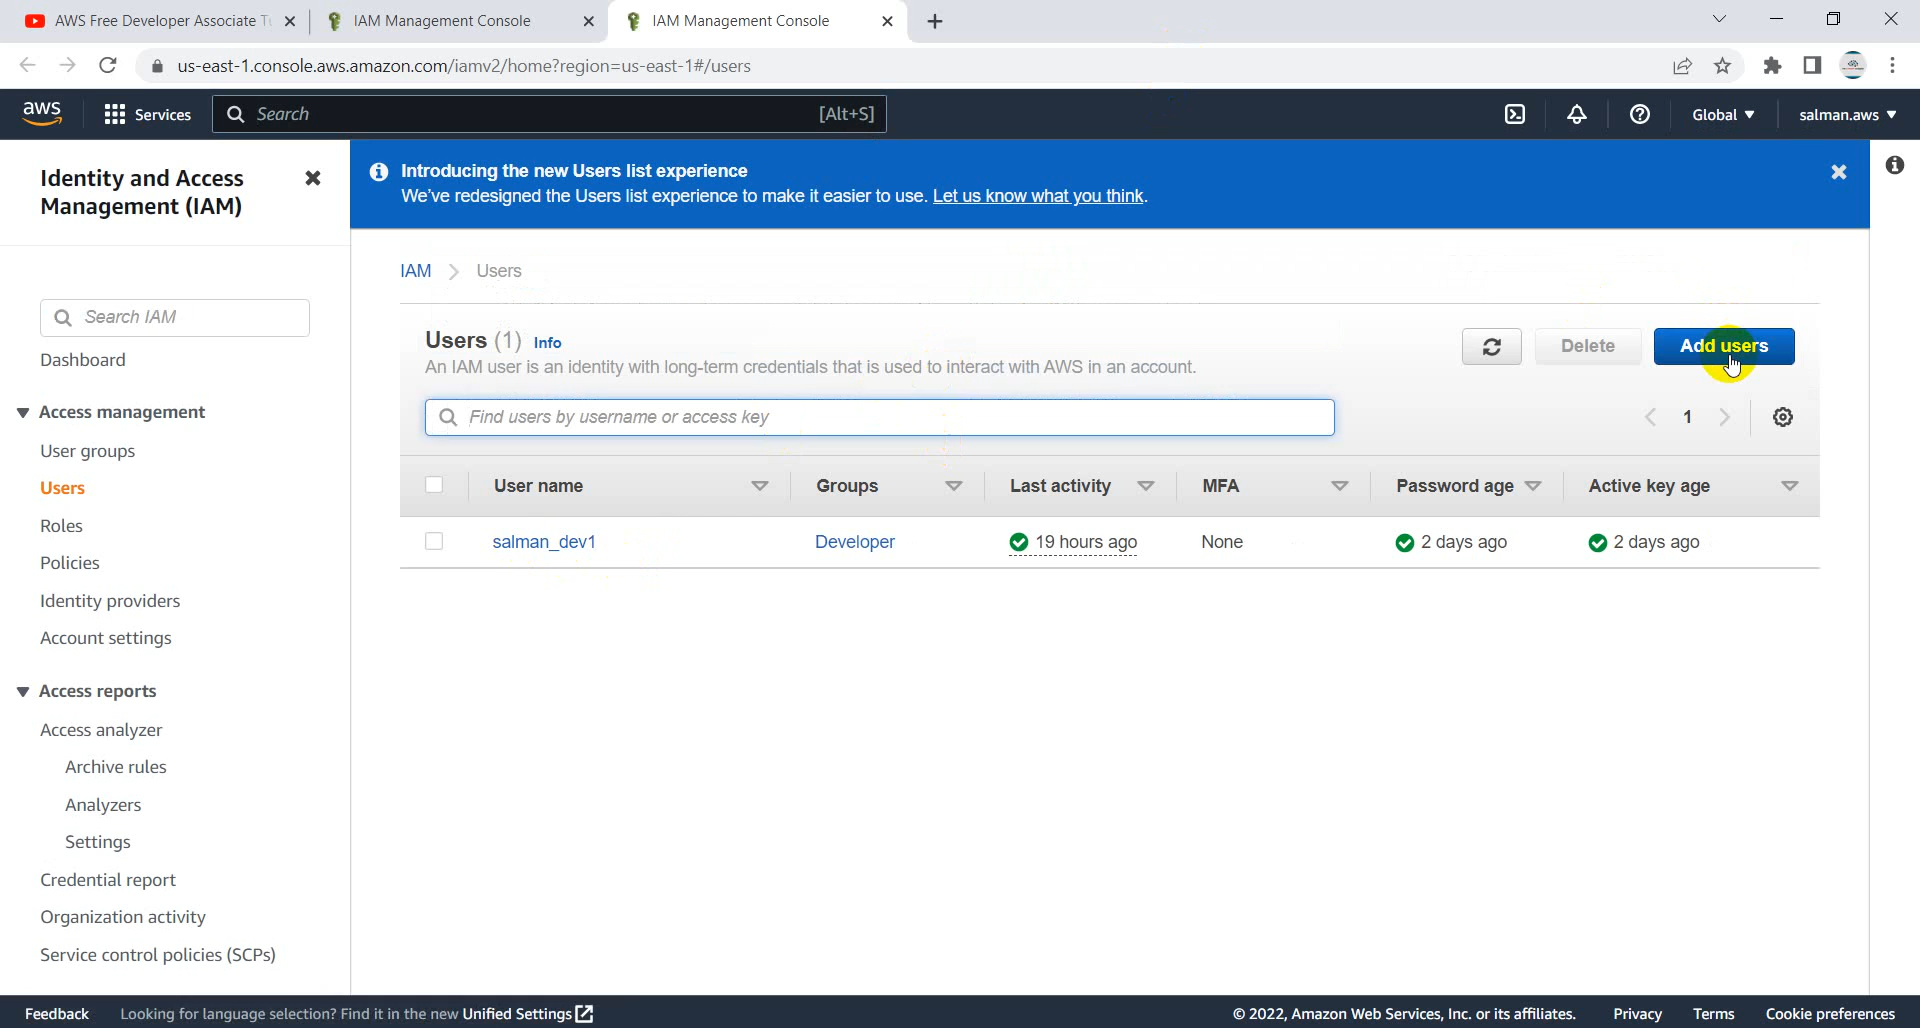 AWS Free Developer Associate Tu
IAM Management Console
IAM Management Console
us-east-1.console.aws.amazon.com/iamv2/home?region=us-east-1#/users
aws
Services
Search
[Alt+S]
Global
salman.aws
Identity and Access
Management (IAM)
Search IAM
Dashboard
Access management
User groups
Users
Roles
Policies
Identity providers
Account settings
Access reports
Access analyzer
Archive rules
Analyzers
Settings
Credential report
Organization activity
Service control policies (SCPs)
Introducing the new Users list experience
We've redesigned the Users list experience to make it easier to use. Let us know what you think.
IAM > Users
Users (1) Info
An IAM user is an identity with long-term credentials that is used to interact with AWS in an account.
Delete
Add users
Find users by username or access key
1
User name Groups Last activity MFA Password age Active key age
salman_dev1 Developer 19 hours ago None 2 days ago 2 days ago
Feedback Looking for language selection? Find it in the new Unified Settings
© 2022, Amazon Web Services, Inc. or its affiliates. Privacy Terms Cookie preferences